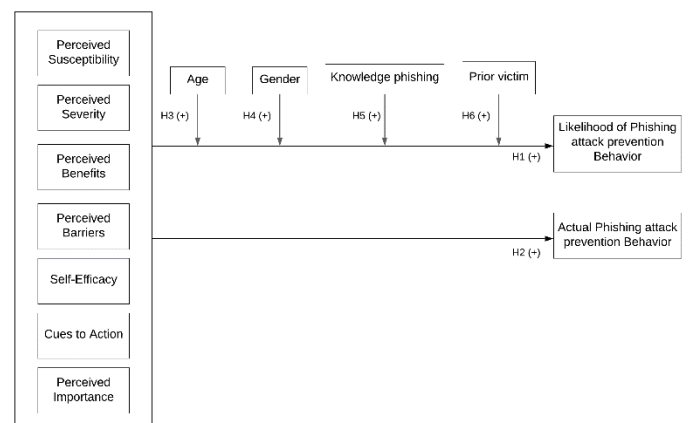 Perceived
Susceptibility
Perceived
Severity
Perceived
Benefits
Perceived
Barriers
Self-Efficacy
Cues to Action
Perceived
Importance
Age
Gender
Knowledge phishing
Prior victim
H3 (+)
H4 (+)
H5 (+)
H6 (+)
H1 (+)
Likelihood of Phishing
attack prevention
Behavior
Actual Phishing attack
prevention Behavior
H2 (+)